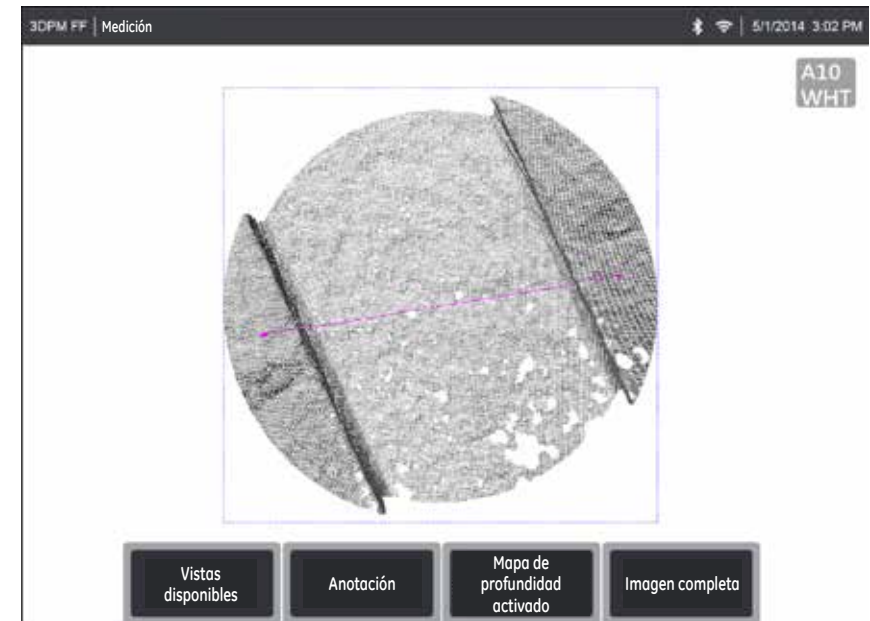 3DPM FF | Medición
5/1/2014 3:02 PM
A10
WHT
Vistas
disponibles
Anotación
Mapa de
profundidad
activado
Imagen completa